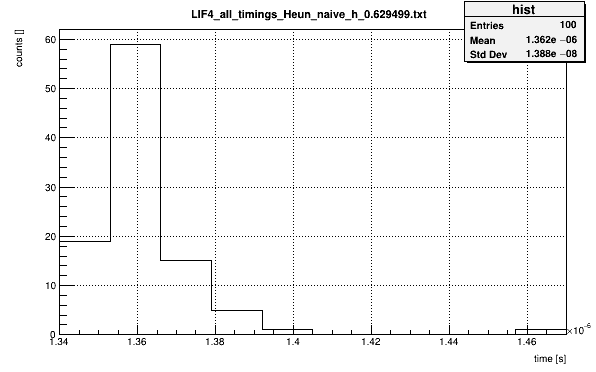 LIF4_all_timings_Heun_naive_h_0.629499.txt
hist
Entries 100
Mean 1.362e −06
Std Dev 1.388e −08
counts []
60
50
40
30
20
10
0
1.34 1.36 1.38 1.4 1.42 1.44 1.46
×10−6
time [s]